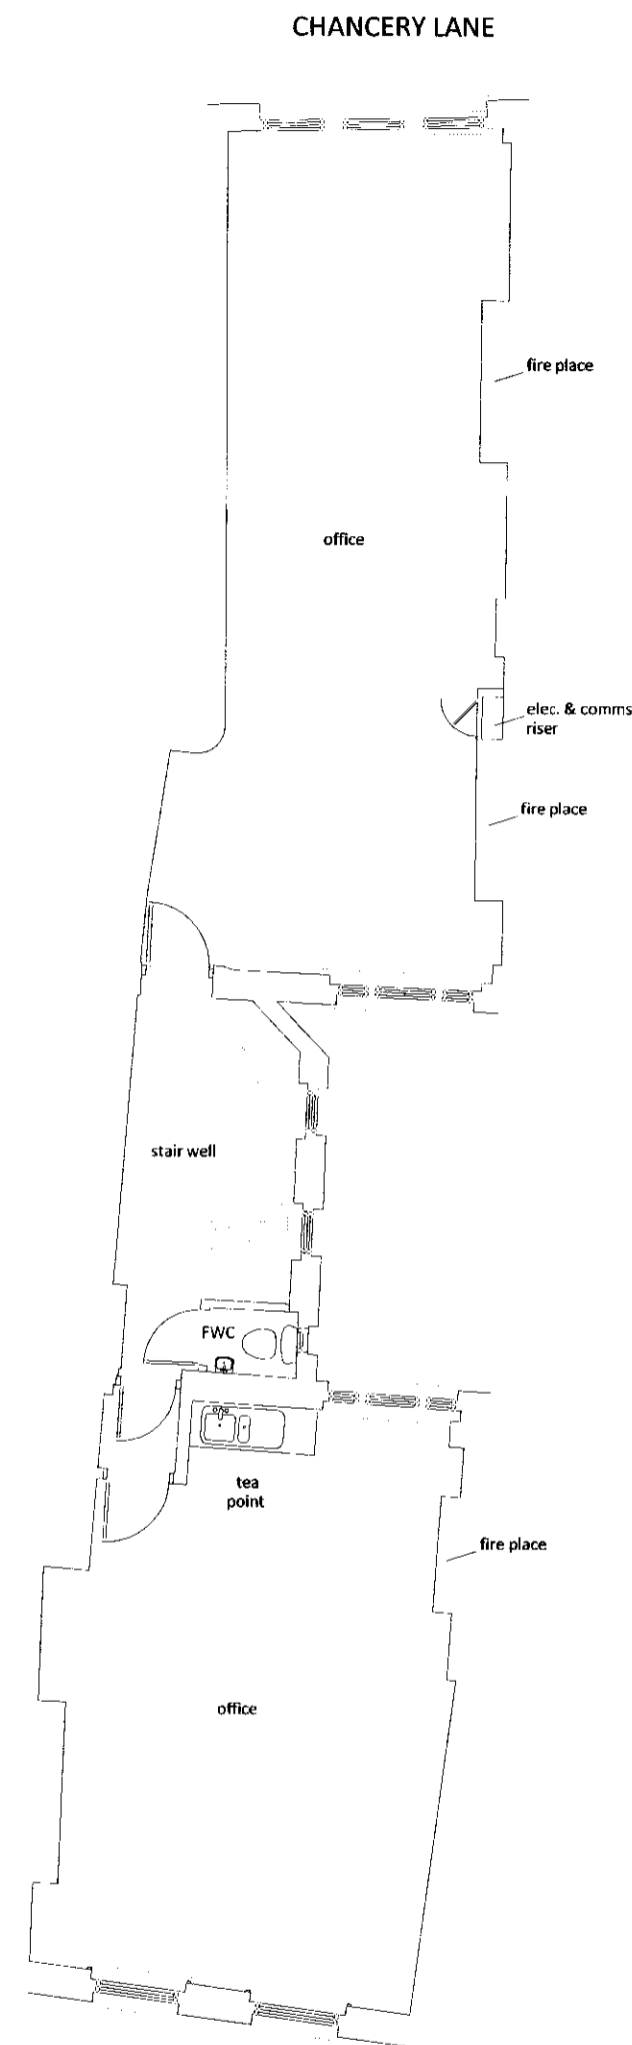 CHANCERY LANE
fire place
office
elec. & comms
riser
fire place
stair well
FWC
tea
point
fire place
office